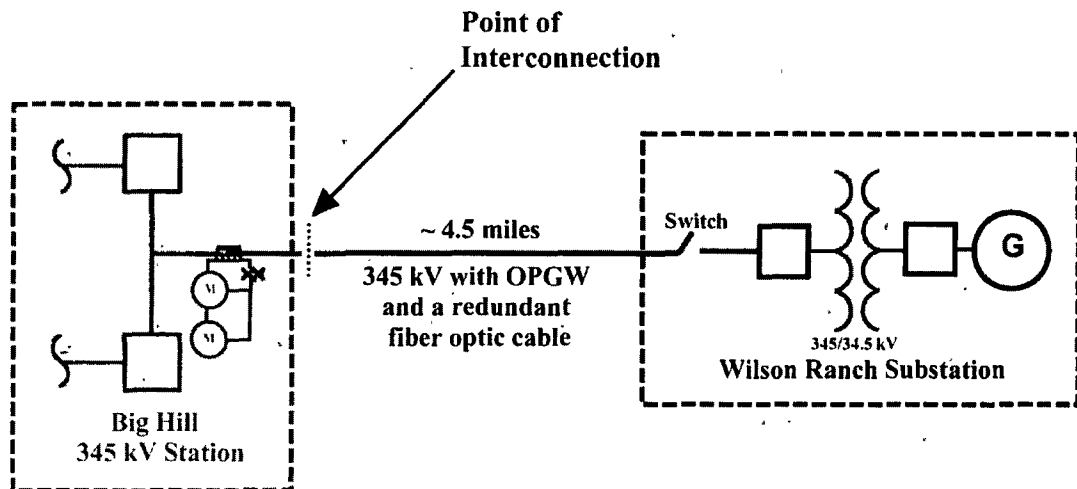 Point of
Interconnection
Switch
~ 4.5 miles
345 kV with OPGW
and a redundant
fiber optic cable
M
M
G
345/34.5 kV
Wilson Ranch Substation
Big Hill
345 kV Station